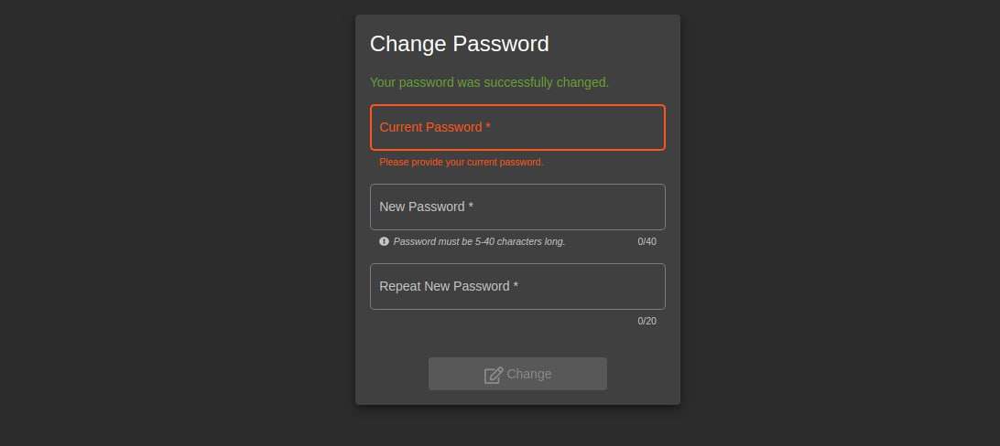 Change Password
Your password was successfully changed.
Current Password *
Please provide your current password.
New Password *
Password must be 5-40 characters long. 0/40
Repeat New Password *
0/20
Change